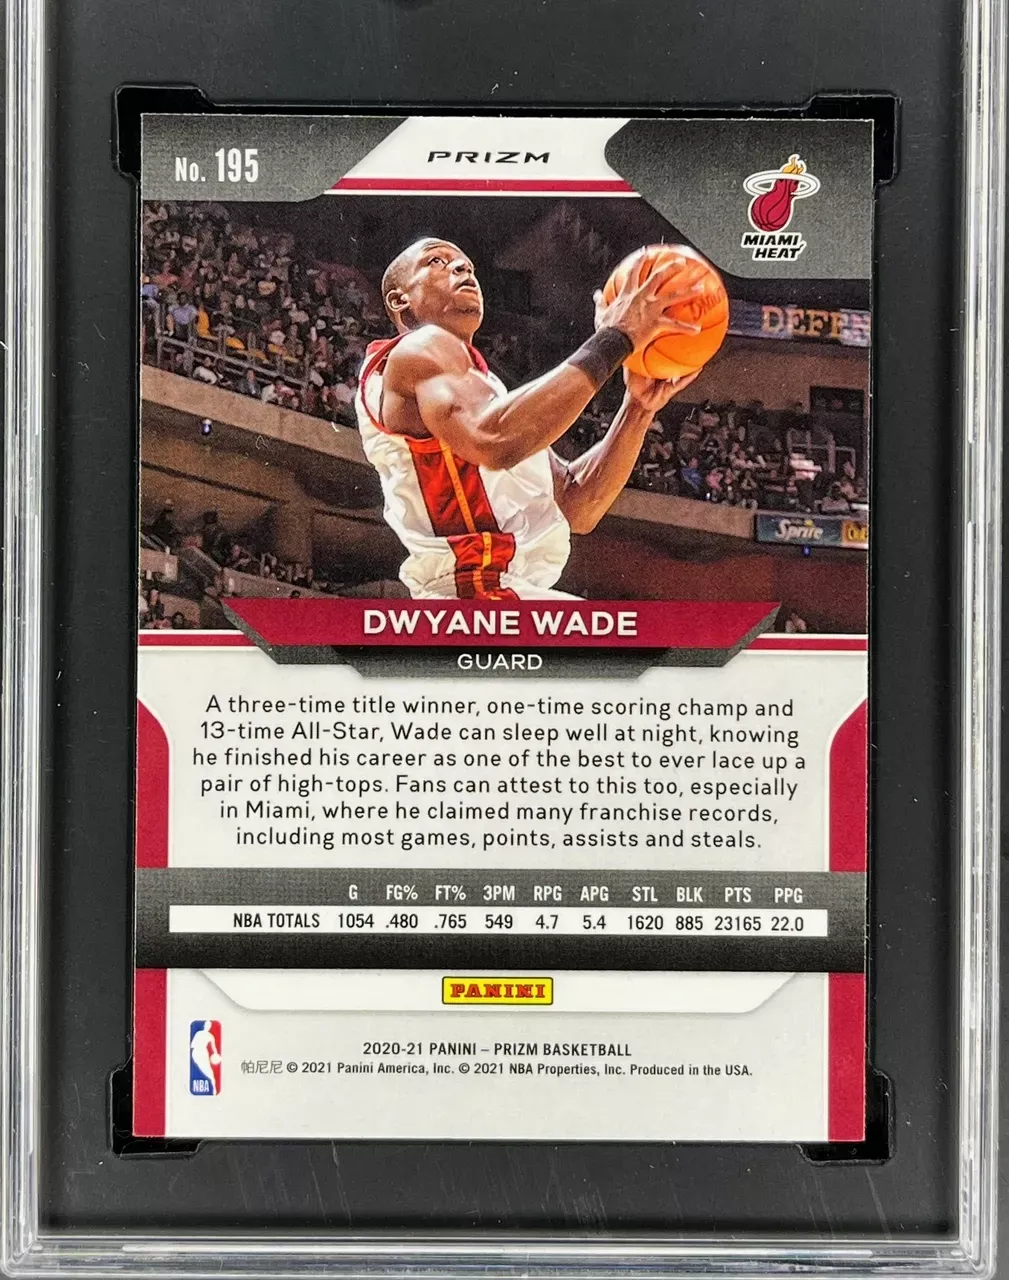 No. 195
PRIZM
MIAMI
HEAT
DEFE
Sprite
DWYANE WADE
GUARD
A three-time title winner, one-time scoring champ and
13-time All-Star, Wade can sleep well at night, knowing
he finished his career as one of the best to ever lace up a
pair of high-tops. Fans can attest to this too, especially
in Miami, where he claimed many franchise records,
including most games, points, assists and steals.
G FG% FT% 3PM RPG APG STL BLK PTS PPG
NBA TOTALS 1054 .480 .765 549 4.7 5.4 1620 885 23165 22.0
PANINI
2020-21 PANINI – PRIZM BASKETBALL
帕尼尼 © 2021 Panini America, Inc. © 2021 NBA Properties, Inc. Produced in the USA.
NBA